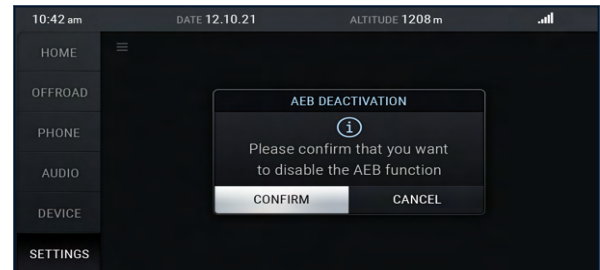 10:42 am DATE 12.10.21 ALTITUDE 1208 m
HOME
OFFROAD
PHONE
AUDIO
DEVICE
SETTINGS
AEB DEACTIVATION
Please confirm that you want
to disable the AEB function
CONFIRM CANCEL